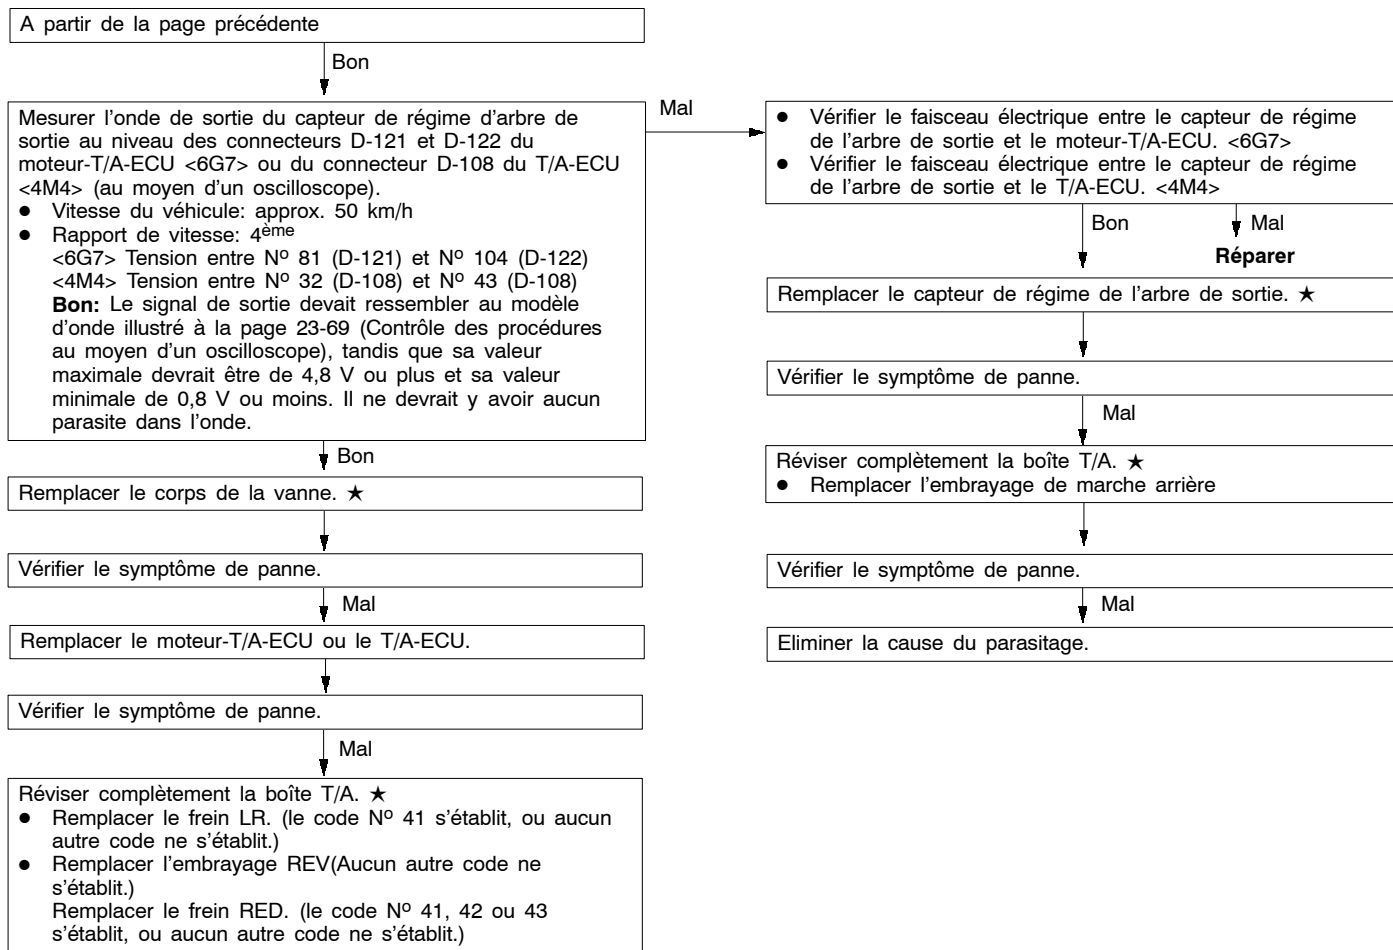 A partir de la page précédente
Bon
Mesurer l'onde de sortie du capteur de régime d'arbre de
sortie au niveau des connecteurs D-121 et D-122 du
moteur-T/A-ECU <6G7> ou du connecteur D-108 du T/A-ECU
<4M4> (au moyen d'un oscilloscope).
● Vitesse du véhicule: approx. 50 km/h
● Rapport de vitesse: 4ème
<6G7> Tension entre Nº 81 (D-121) et Nº 104 (D-122)
<4M4> Tension entre Nº 32 (D-108) et Nº 43 (D-108)
Bon: Le signal de sortie devait ressembler au modèle
d'onde illustré à la page 23-69 (Contrôle des procédures
au moyen d'un oscilloscope), tandis que sa valeur
maximale devrait être de 4,8 V ou plus et sa valeur
minimale de 0,8 V ou moins. Il ne devrait y avoir aucun
parasite dans l'onde.
Bon
Remplacer le corps de la vanne. ★
Vérifier le symptôme de panne.
Mal
Remplacer le moteur-T/A-ECU ou le T/A-ECU.
Vérifier le symptôme de panne.
Mal
Réviser complètement la boîte T/A. ★
● Remplacer le frein LR. (le code Nº 41 s'établit, ou aucun
autre code ne s'établit.)
● Remplacer l'embrayage REV(Aucun autre code ne
s'établit.)
Remplacer le frein RED. (le code Nº 41, 42 ou 43
s'établit, ou aucun autre code ne s'établit.)
Mal
● Vérifier le faisceau électrique entre le capteur de régime
de l'arbre de sortie et le moteur-T/A-ECU. <6G7>
● Vérifier le faisceau électrique entre le capteur de régime
de l'arbre de sortie et le T/A-ECU. <4M4>
Bon
Mal
Réparer
Remplacer le capteur de régime de l'arbre de sortie. ★
Vérifier le symptôme de panne.
Mal
Réviser complètement la boîte T/A. ★
● Remplacer l'embrayage de marche arrière
Vérifier le symptôme de panne.
Mal
Eliminer la cause du parasitage.